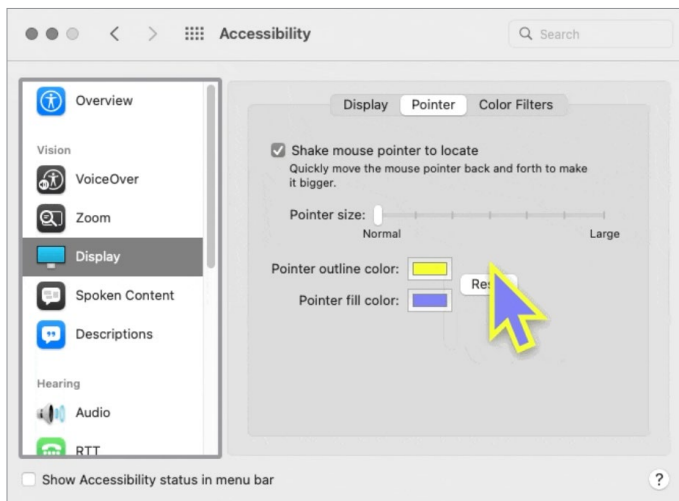 Accessibility
Search
Overview
Vision
VoiceOver
Zoom
Display
Spoken Content
Descriptions
Hearing
Audio
RTT
Display Pointer Color Filters
Shake mouse pointer to locate
Quickly move the mouse pointer back and forth to make
it bigger.
Pointer size:
Normal Large
Pointer outline color:
Pointer fill color:
Show Accessibility status in menu bar
?